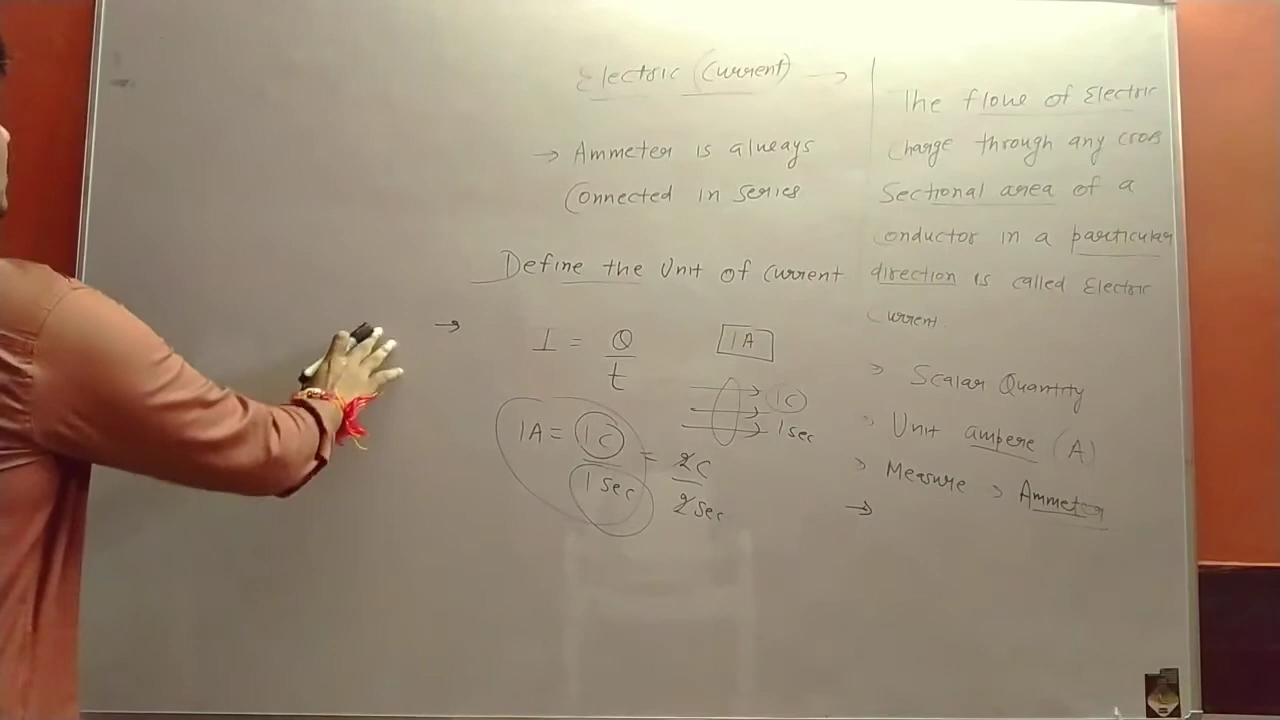 Electric (Current) →
→ Ammeter is always
Connected in series
Define the Unit of Current
→ I = Q
t
1A
1C
1 sec
1A = 1C = 2C
1 Sec 2 Sec
The flowe of Electric
Charge through any cross
Sectional area of a
Conductor in a particular
direction is called Electric
Current.
→ Scalar Quantity
→ Unit ampere (A)
→ Measure → Ammeter
→